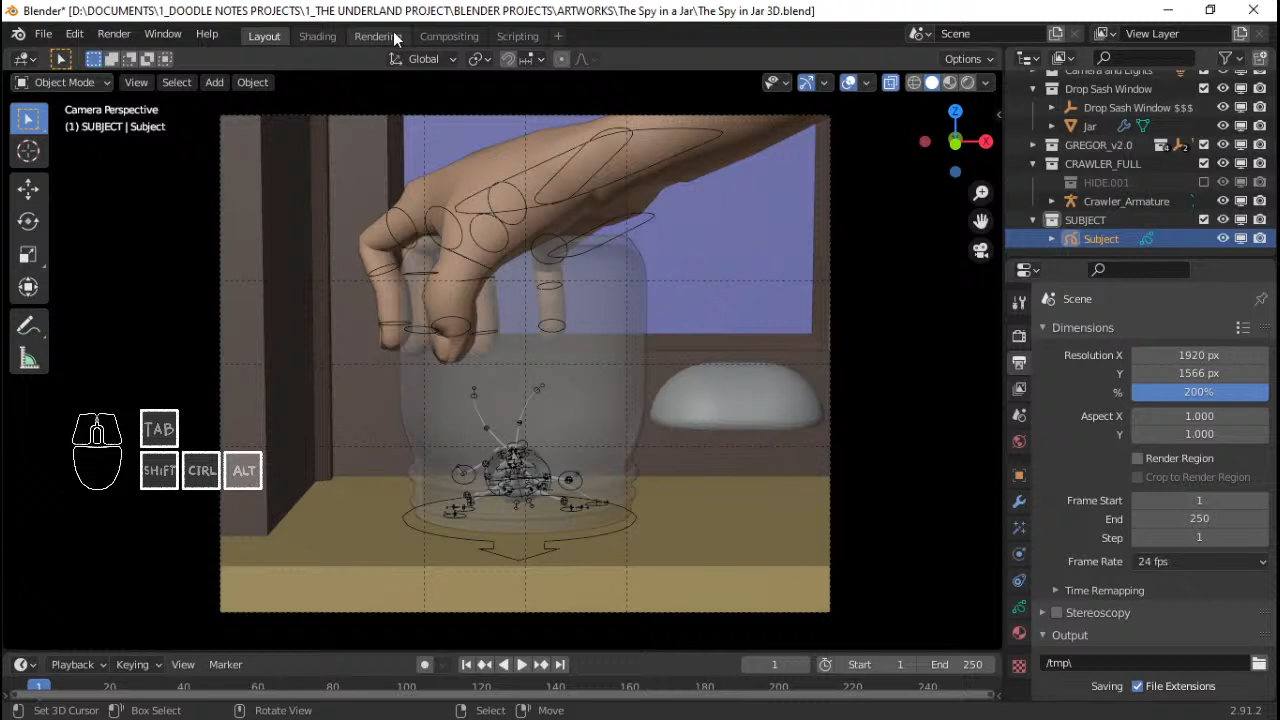 Blender* [D:\DOCUMENTS\1_DOODLE NOTES PROJECTS\1_THE UNDERLAND PROJECT\BLENDER PROJECTS\ARTWORKS\The Spy in a Jar\The Spy in Jar 3D.blend]
File Edit Render Window Help Layout Shading Rendering Compositing Scripting + Scene View Layer
Global Options
Object Mode View Select Add Object
Camera Perspective
(1) SUBJECT | Subject
Z
X
Camera and Lights
Drop Sash Window
Drop Sash Window $$$
Jar
GREGOR_v2.0
CRAWLER_FULL
HIDE.001
Crawler_Armature
SUBJECT
Subject
Scene
Dimensions
Resolution X 1920 px
Y 1566 px
% 200%
Aspect X 1.000
Y 1.000
Render Region
Crop to Render Region
Frame Start 1
End 250
Step 1
Frame Rate 24 fps
Time Remapping
Stereoscopy
Output
/tmp\
Saving File Extensions
TAB
SHIFT CTRL ALT
Playback Keying View Marker 1 Start 1 End 250
1 20 40 60 80 100 120 140 160 180 200 220 240
Set 3D Cursor Box Select Rotate View Select Move 2.91.2